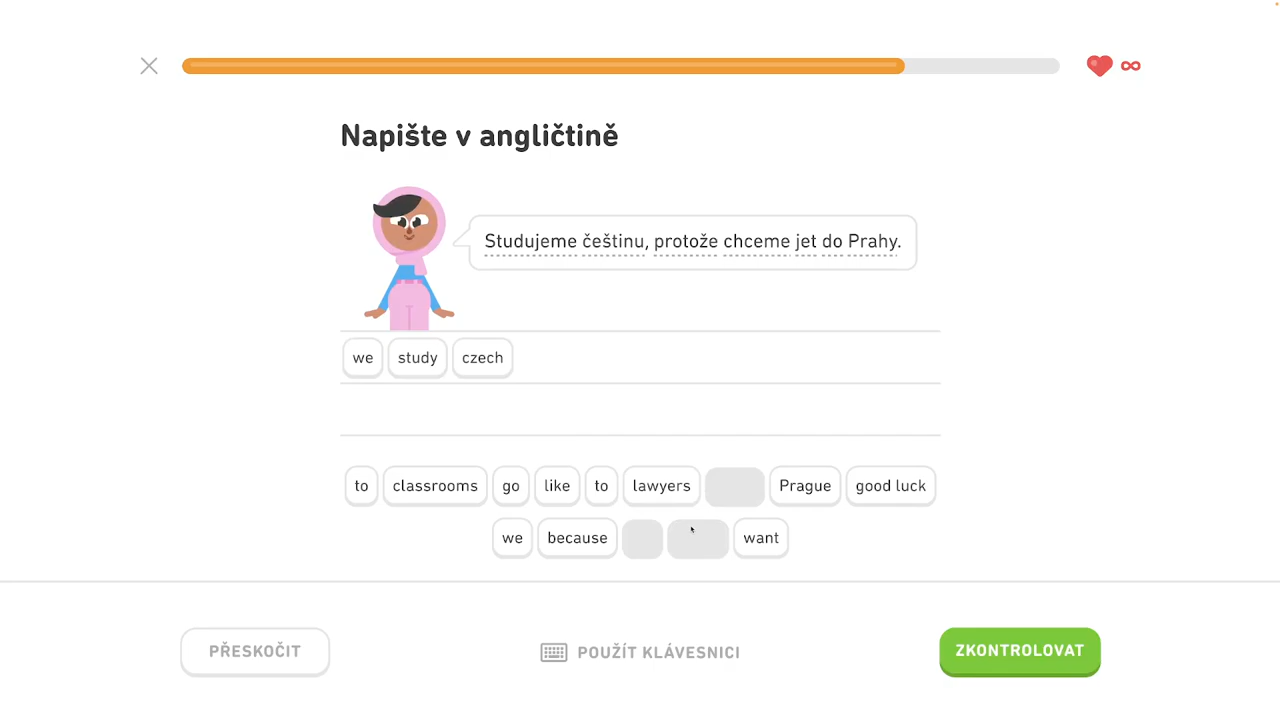 ∞
Napište v angličtině
Studujeme češtinu, protože chceme jet do Prahy.
we study czech
to classrooms go like to lawyers Prague good luck
we because want
PŘESKOČIT POUŽÍT KLÁVESNICI ZKONTROLOVAT